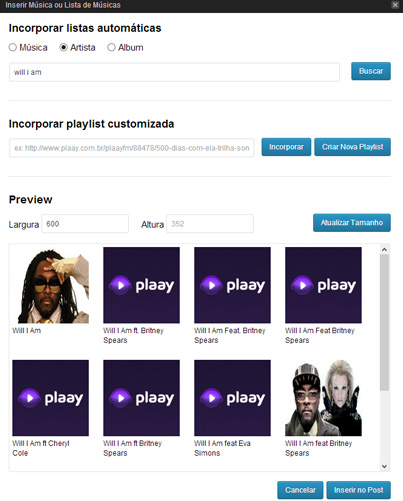 Inserir Música ou Lista de Músicas
Incorporar listas automáticas
Música Artista Album
will i am Buscar
Incorporar playlist customizada
ex: http://www.plaay.com.br/plaayfm/88478/500-dias-com-ela-trilha-son Incorporar Criar Nova Playlist
Preview
Largura 600 Altura 352 Atualizar Tamanho
plaay plaay plaay
Will I Am Will I Am ft. Britney Will I Am Feat. Britney Will I Am Feat Britney
Spears Spears Spears
plaay plaay plaay
Will I Am ft Cheryl Will I Am ft Britney Will I Am feat Eva Will I Am feat Britney
Cole Spears Simons Spears
Cancelar Inserir no Post